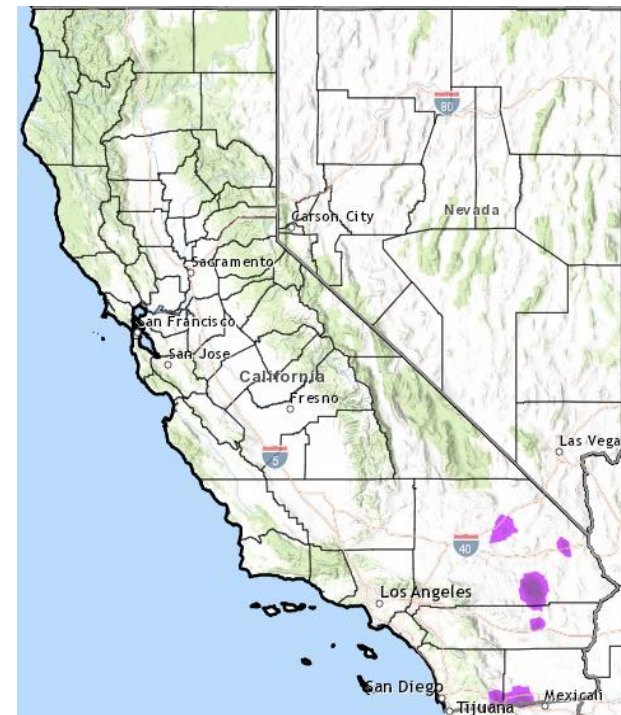 80
Nevada
Carson City
Sacramento
San Francisco
San Jose
California
Fresno
5
Las Vega
40
Los Angeles
San Diego
Mexicali
Tijuana